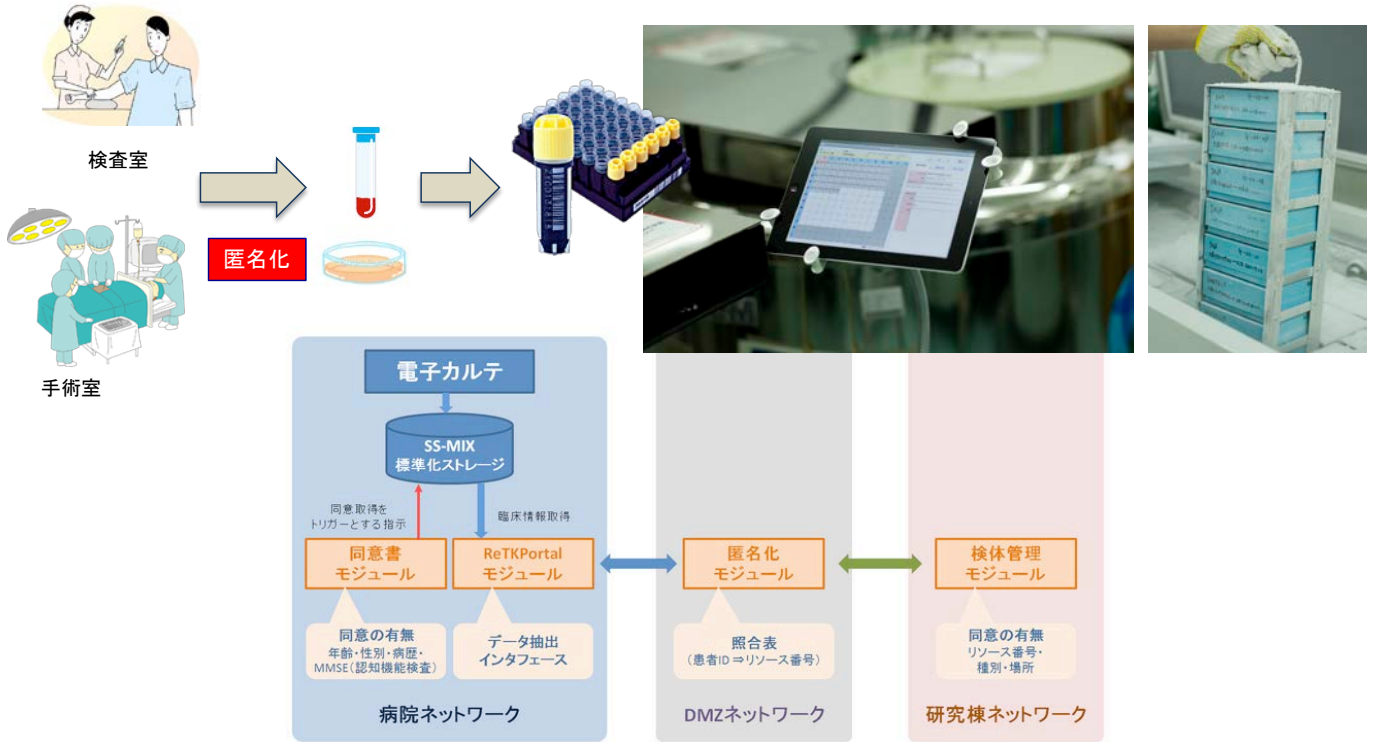 検査室
匿名化
手術室
電子カルテ
SS-MIX
標準化ストレージ
同意取得を
トリガーとする指示
臨床情報取得
同意書
モジュール
ReTKPortal
モジュール
匿名化
モジュール
検体管理
モジュール
同意の有無
年齢・性別・病歴・
MMSE(認知機能検査)
データ抽出
インタフェース
照合表
(患者ID⇒リソース番号)
同意の有無
リソース番号・
種別・場所
病院ネットワーク
DMZネットワーク
研究棟ネットワーク